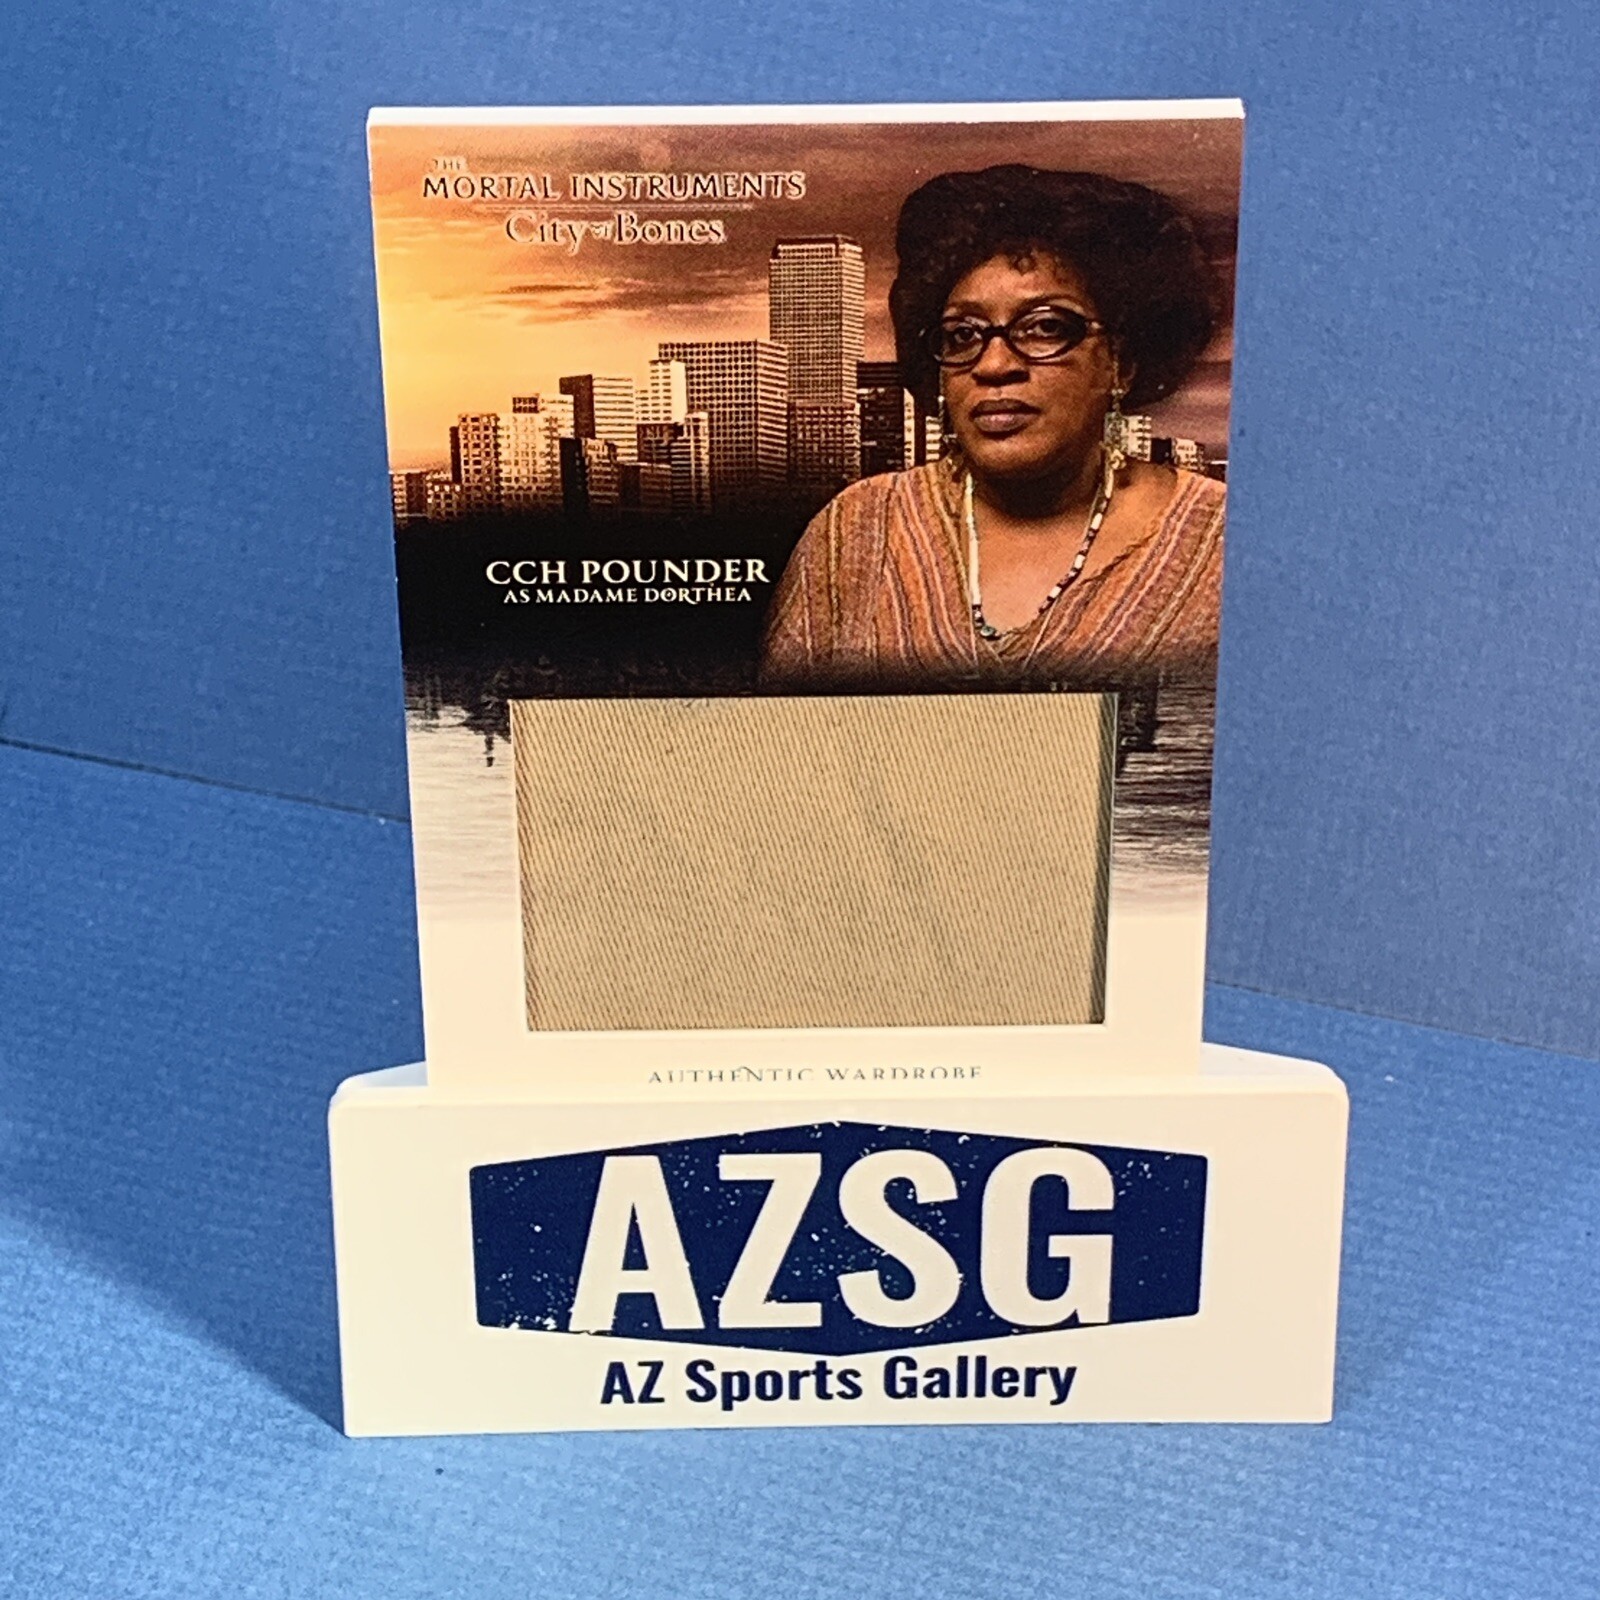 THE
MORTAL INSTRUMENTS
City of Bones
CCH POUNDER
AS MADAME DORTHEA
AUTHENTIC WARDROBE
AZSG
AZ Sports Gallery